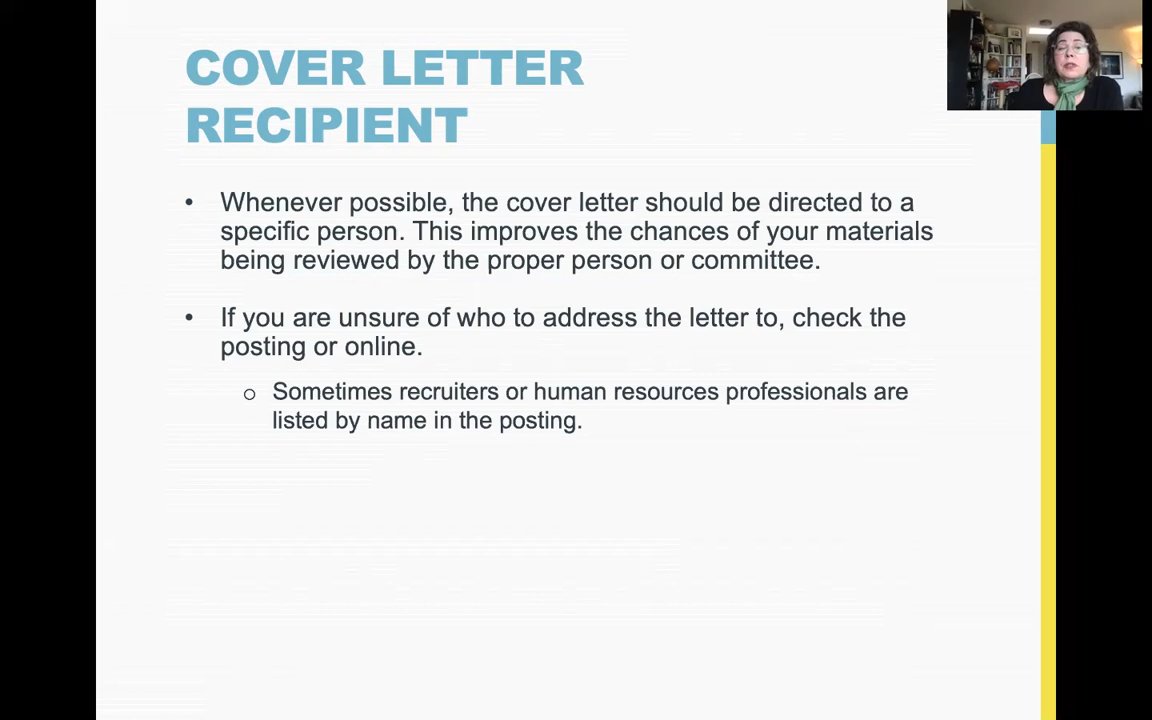 COVER LETTER
RECIPIENT
• Whenever possible, the cover letter should be directed to a
specific person. This improves the chances of your materials
being reviewed by the proper person or committee.
• If you are unsure of who to address the letter to, check the
posting or online.
o Sometimes recruiters or human resources professionals are
listed by name in the posting.